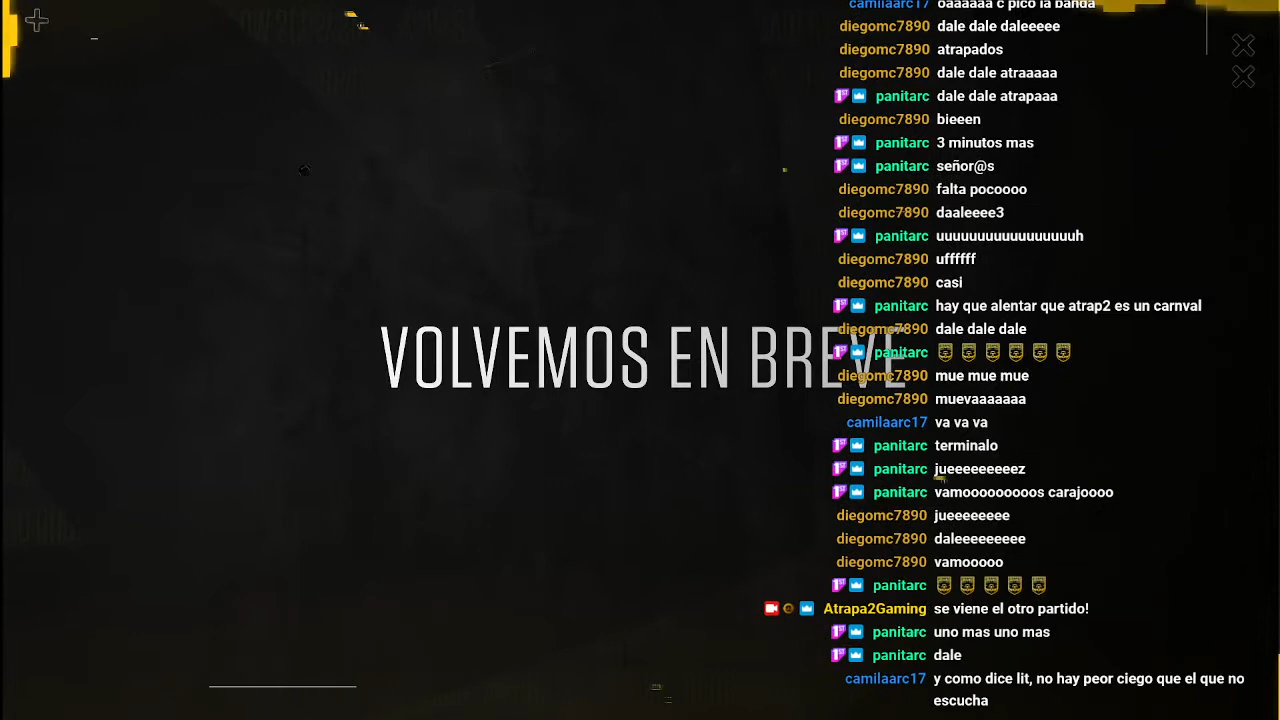 camilaarc17 oaaaaaa c pico la banda
diegomc7890 dale dale daleeeee
diegomc7890 atrapados
diegomc7890 dale dale atraaaaa
panitarc dale dale atrapaaa
diegomc7890 bieeen
panitarc 3 minutos mas
panitarc señor@s
diegomc7890 falta pocoooo
diegomc7890 daaleeee3
panitarc uuuuuuuuuuuuuuuuuh
diegomc7890 uffffff
diegomc7890 casi
panitarc hay que alentar que atrap2 es un carnval
diegomc7890 dale dale dale
VOLVEMOS EN BREVE
panitarc
diegomc7890 mue mue mue
diegomc7890 muevaaaaaaa
camilaarc17 va va va
panitarc terminalo
panitarc jueeeeeeeeez
panitarc vamooooooooos carajoooo
diegomc7890 jueeeeeeee
diegomc7890 daleeeeeeeee
diegomc7890 vamooooo
panitarc
Atrapa2Gaming se viene el otro partido!
panitarc uno mas uno mas
panitarc dale
camilaarc17 y como dice lit, no hay peor ciego que el que no
escucha